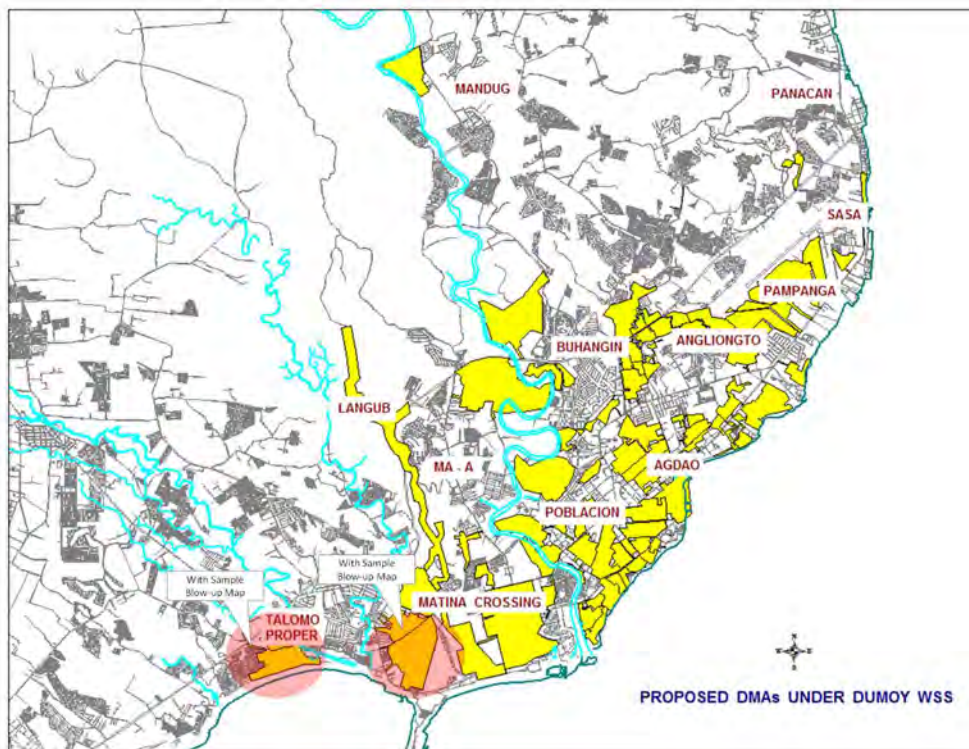 MANDUG
PANACAN
SASA
PAMPANGA
BUHANGIN
ANGLIONGTO
LANGUB
MA - A
AGDAO
POBLACION
With Sample
Blow-up Map
With Sample
Blow-up Map
MATINA CROSSING
TALOMO
PROPER
PROPOSED DMAs UNDER DUMOY WSS